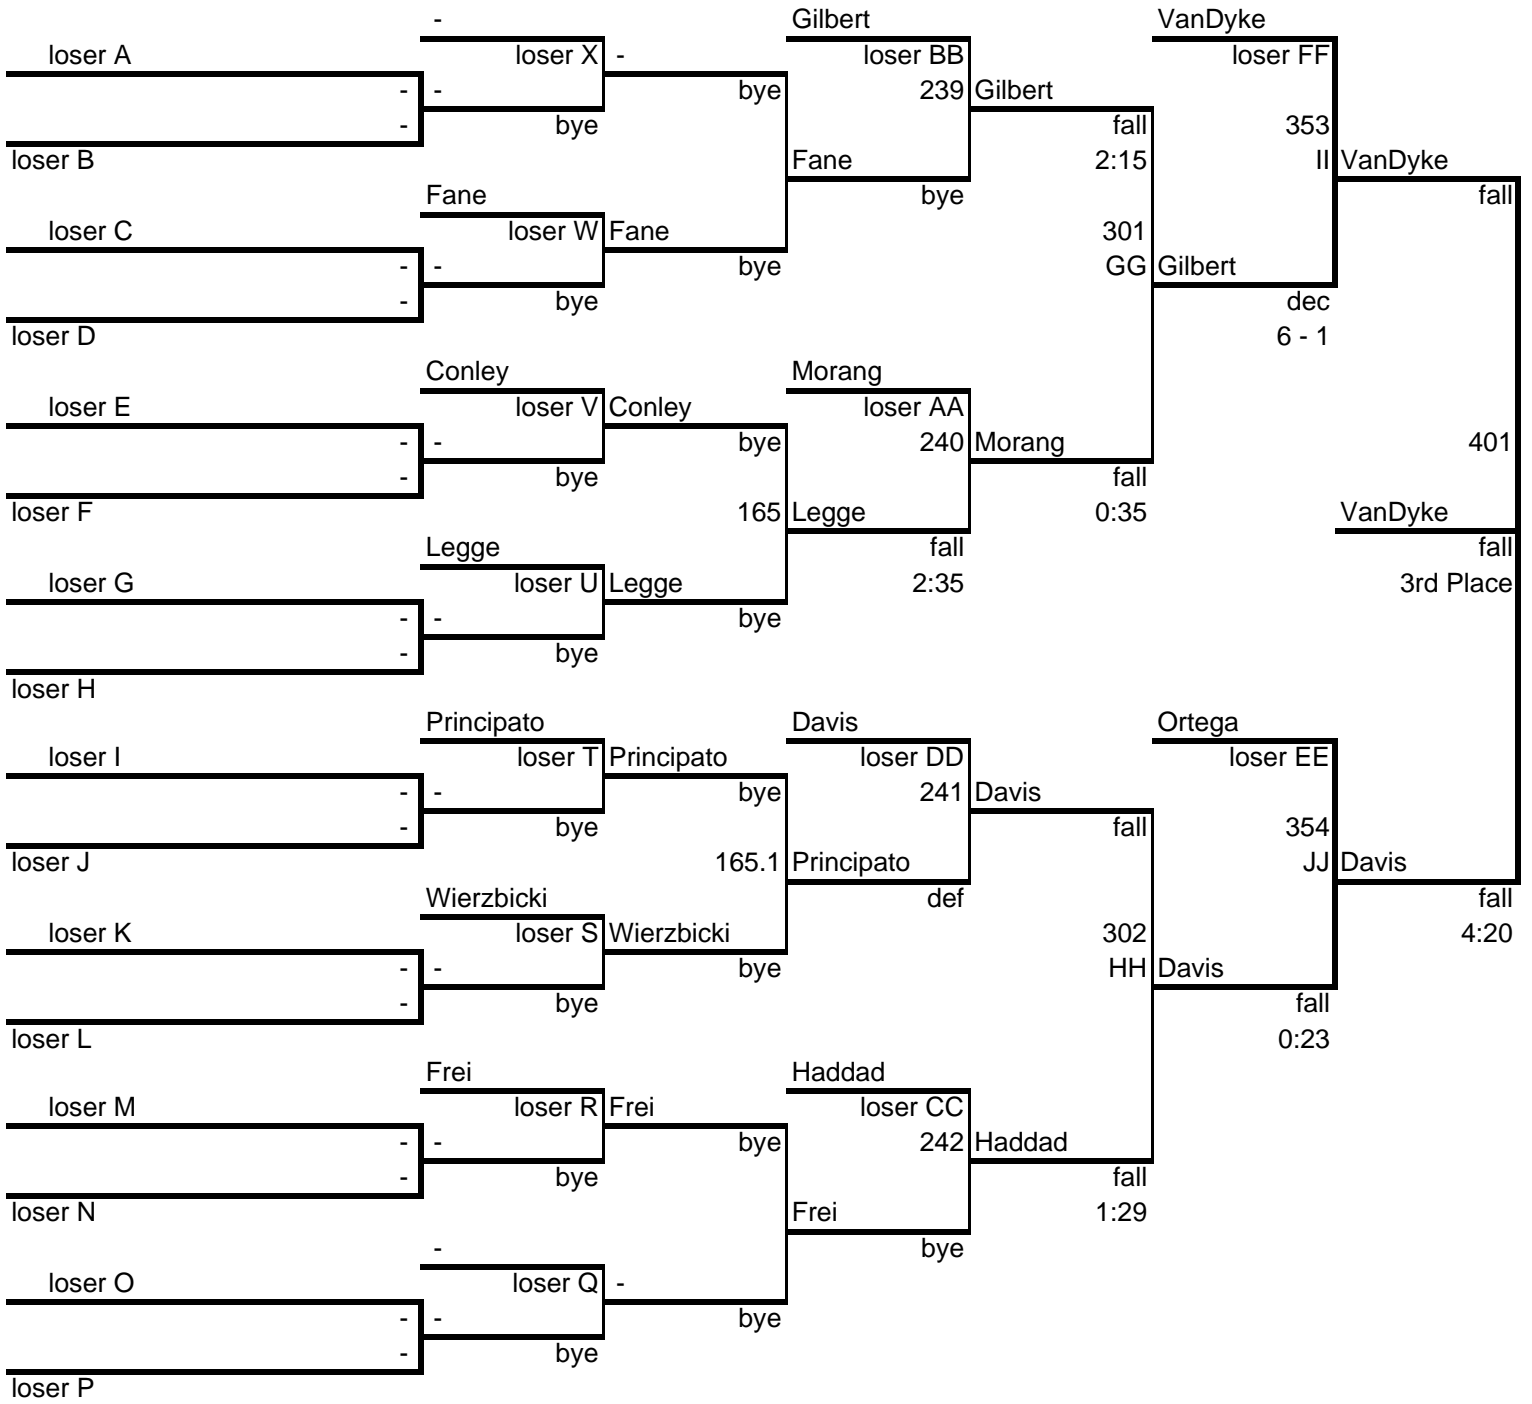 - Gilbert VanDyke
loser A loser X - loser BB loser FF
- - bye 239 Gilbert
- bye fall 353
loser B Fane 2:15 II VanDyke
Fane bye fall
loser C loser W Fane 301
- - bye GG Gilbert
- bye dec
loser D 6 - 1
Conley Morang
loser E loser V Conley loser AA
- - bye 240 Morang 401
- bye fall
loser F 165 Legge 0:35 VanDyke
Legge fall fall
loser G loser U Legge 2:35 3rd Place
- - bye
- bye
loser H
Principato Davis Ortega
loser I loser T Principato loser DD loser EE
- - bye 241 Davis
- bye fall 354
loser J 165.1 Principato JJ Davis
Wierzbicki def fall
loser K loser S Wierzbicki 302 4:20
- - bye HH Davis
- bye fall
loser L 0:23
Frei Haddad
loser M loser R Frei loser CC
- - bye 242 Haddad
- bye fall
loser N Frei 1:29
- bye
loser O loser Q -
- - bye
- bye
loser P